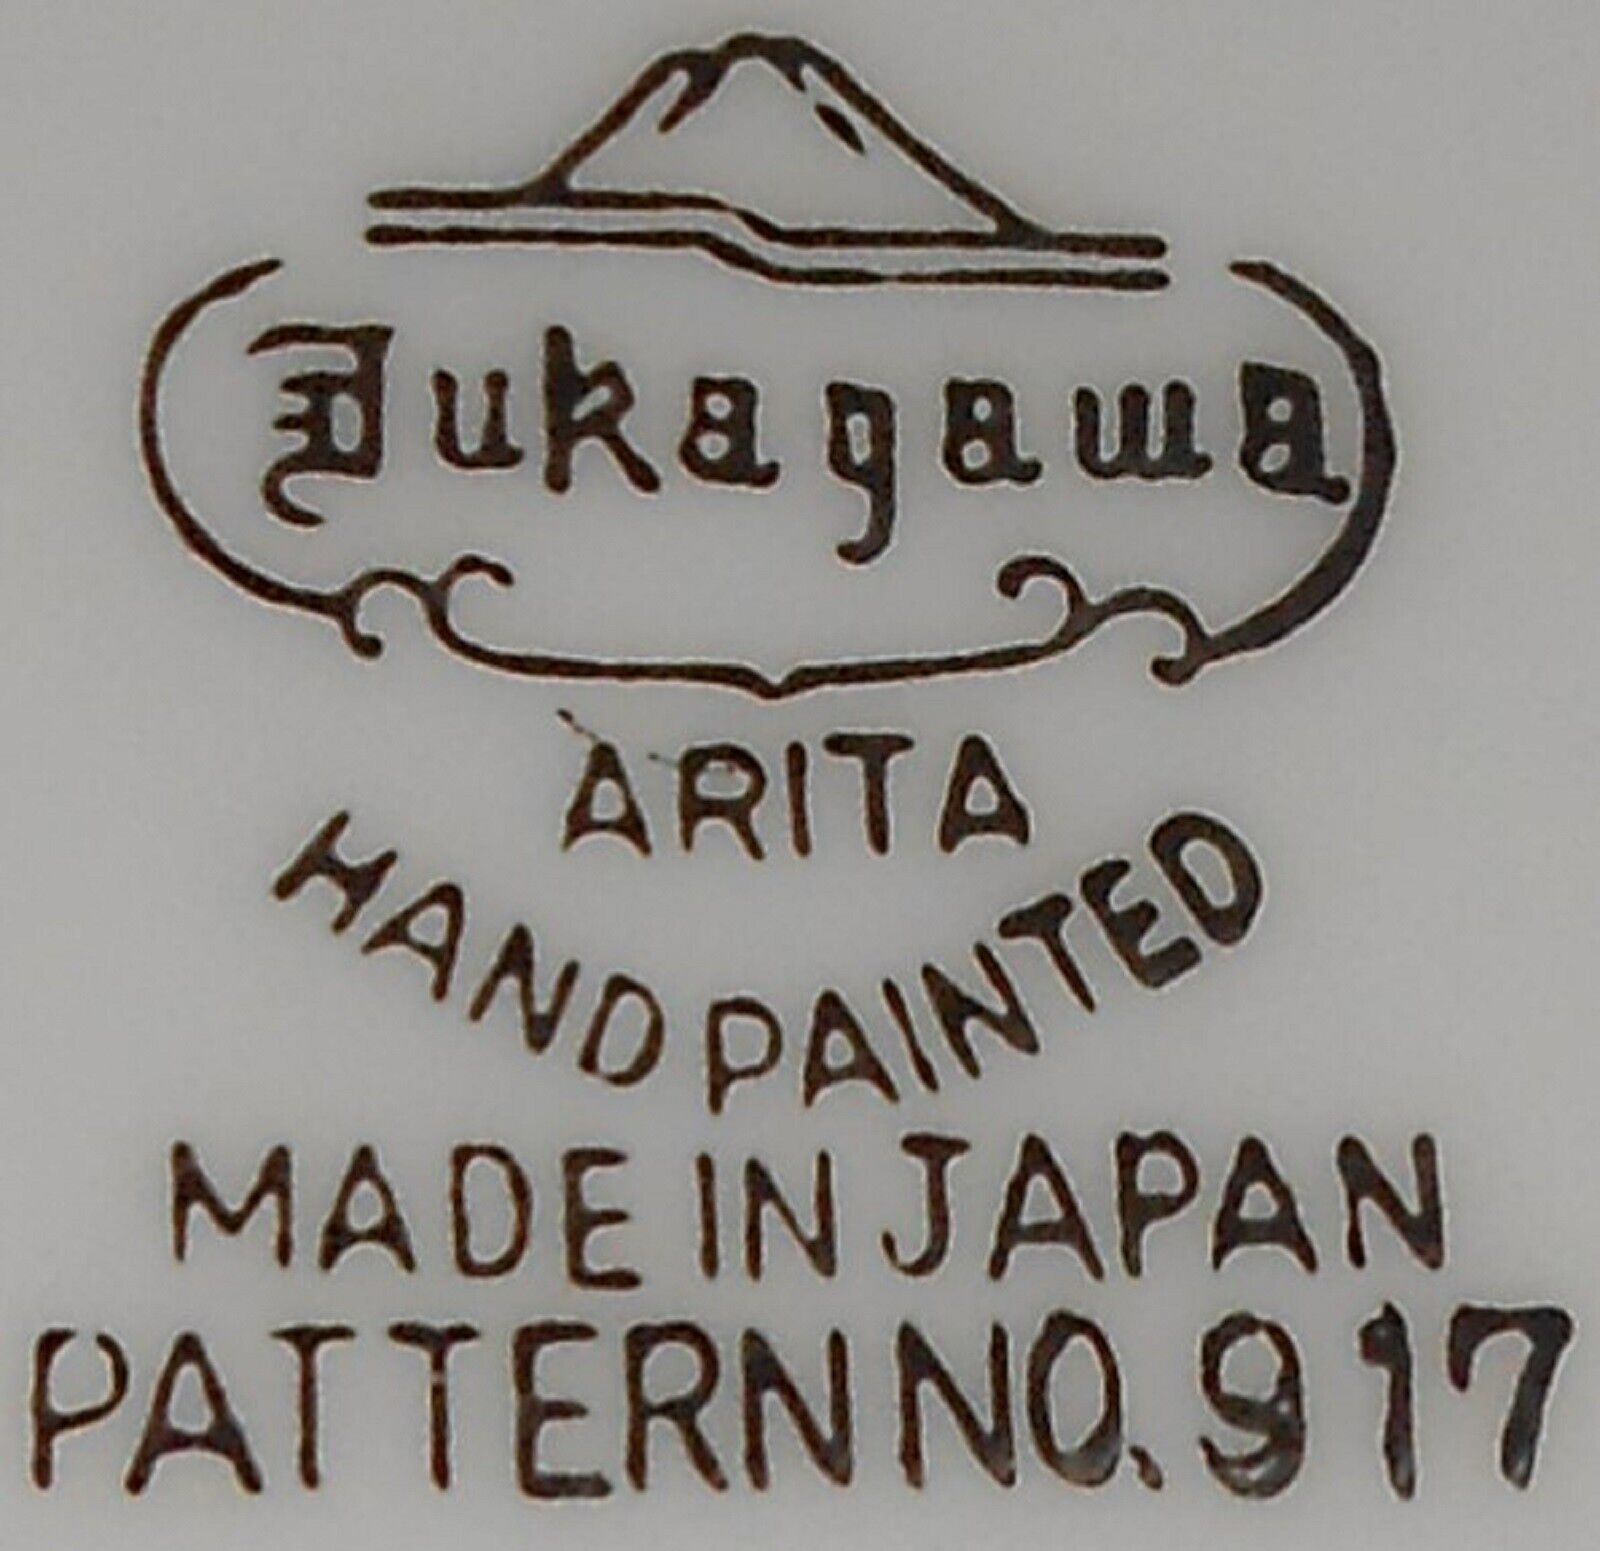 Fukagawa
ARITA
HAND PAINTED
MADE IN JAPAN
PATTERN NO. 917